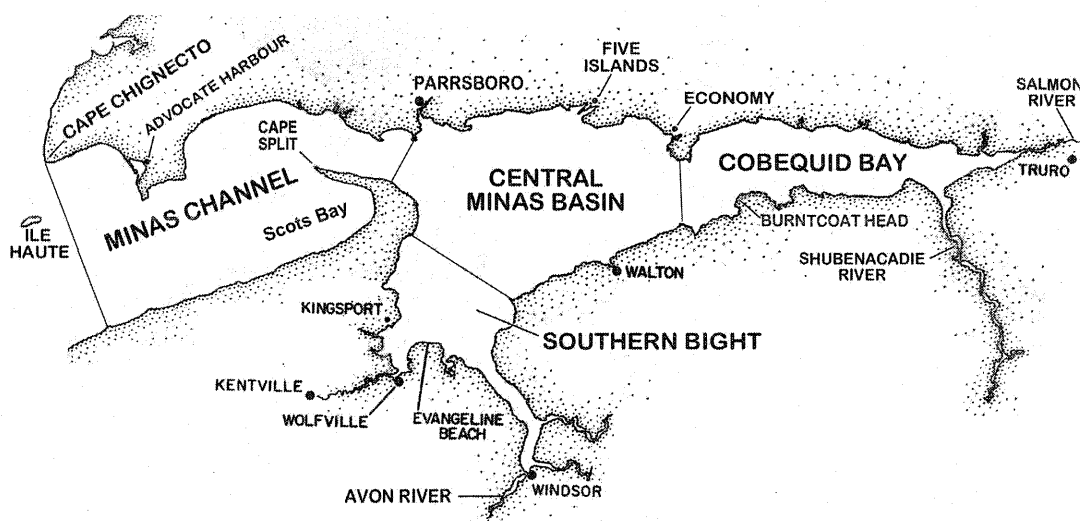 FIVE
ISLANDS
CAPE CHIGNECTO
ADVOCATE HARBOUR
PARRSBORO
ECONOMY
SALMON
RIVER
CAPE
SPLIT
TRURO
COBEQUID BAY
CENTRAL
MINAS BASIN
MINAS CHANNEL
Scots Bay
BURNTCOAT HEAD
ILE
HAUTE
SHUBENACADIE
RIVER
WALTON
KINGSPORT
SOUTHERN BIGHT
KENTVILLE
WOLFVILLE
EVANGELINE
BEACH
AVON RIVER
WINDSOR